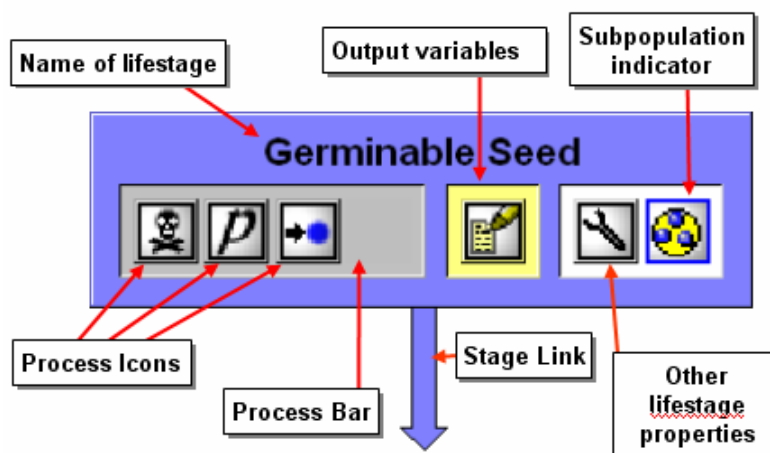 Name of lifestage
Output variables
Subpopulation
indicator
Germinable Seed
p
Process Icons
Process Bar
Stage Link
Other
lifestage
properties